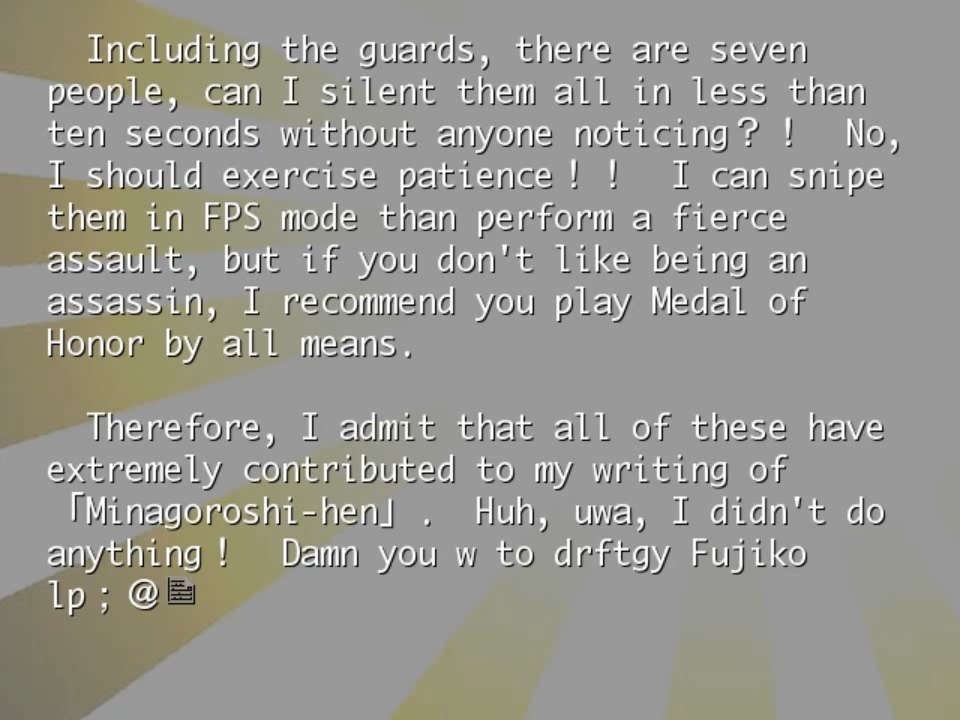 Including the guards, there are seven
people, can I silent them all in less than
ten seconds without anyone noticing？！ No,
I should exercise patience！！ I can snipe
them in FPS mode than perform a fierce
assault, but if you don't like being an
assassin, I recommend you play Medal of
Honor by all means.
Therefore, I admit that all of these have
extremely contributed to my writing of
「Minagoroshi-hen」. Huh, uwa, I didn't do
anything！ Damn you w to drftgy Fujiko
lp；＠